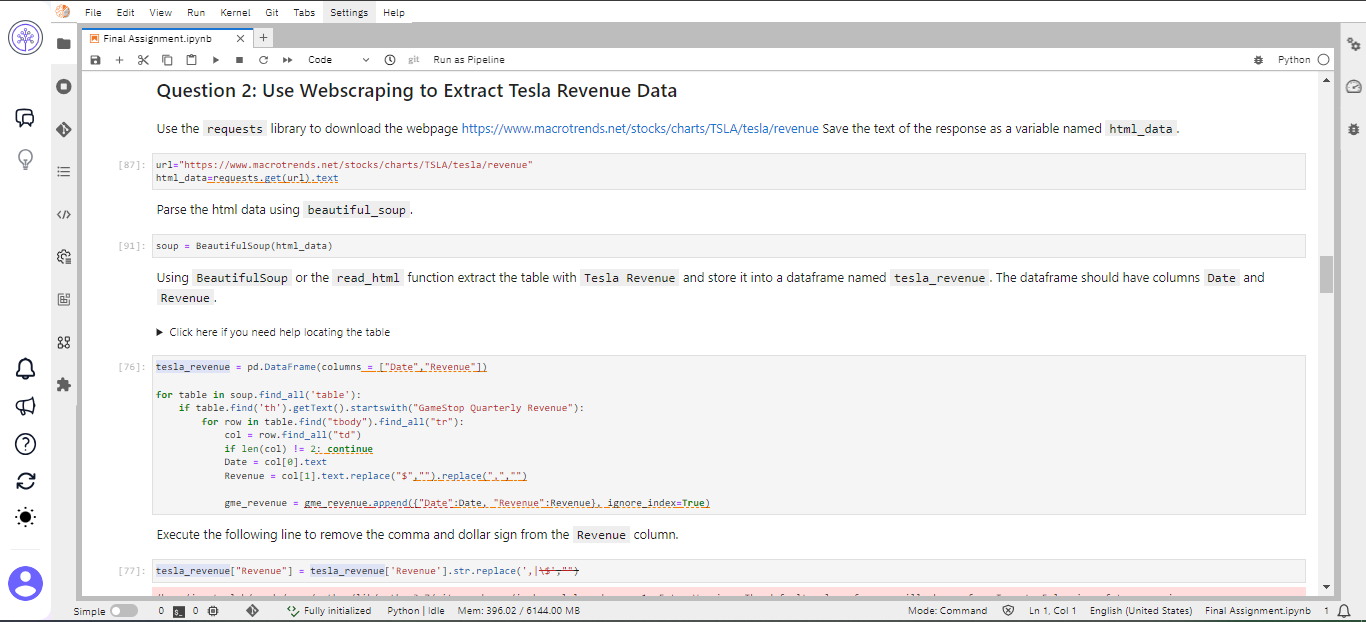 File Edit View Run Kernel Git Tabs Settings Help
Final Assignment.ipynb
Code git Run as Pipeline Python
Question 2: Use Webscraping to Extract Tesla Revenue Data
Use the requests library to download the webpage https://www.macrotrends.net/stocks/charts/TSLA/tesla/revenue Save the text of the response as a variable named html_data.
[87]: url="https://www.macrotrends.net/stocks/charts/TSLA/tesla/revenue"
html_data=requests.get(url).text
Parse the html data using beautiful_soup.
[91]: soup = BeautifulSoup(html_data)
Using BeautifulSoup or the read_html function extract the table with Tesla Revenue and store it into a dataframe named tesla_revenue. The dataframe should have columns Date and
Revenue.
Click here if you need help locating the table
[76]: tesla_revenue = pd.DataFrame(columns = ["Date","Revenue"])
for table in soup.find_all('table'):
if table.find('th').getText().startswith("GameStop Quarterly Revenue"):
for row in table.find("tbody").find_all("tr"):
col = row.find_all("td")
if len(col) != 2: continue
Date = col[0].text
Revenue = col[1].text.replace("$","").replace(",","")
gme_revenue = gme_revenue.append({"Date":Date, "Revenue":Revenue}, ignore_index=True)
Execute the following line to remove the comma and dollar sign from the Revenue column.
[77]: tesla_revenue["Revenue"] = tesla_revenue['Revenue'].str.replace(',|\$',"")
Simple 0 0 Fully initialized Python | Idle Mem: 396.02 / 6144.00 MB Mode: Command Ln 1, Col 1 English (United States) Final Assignment.ipynb 1